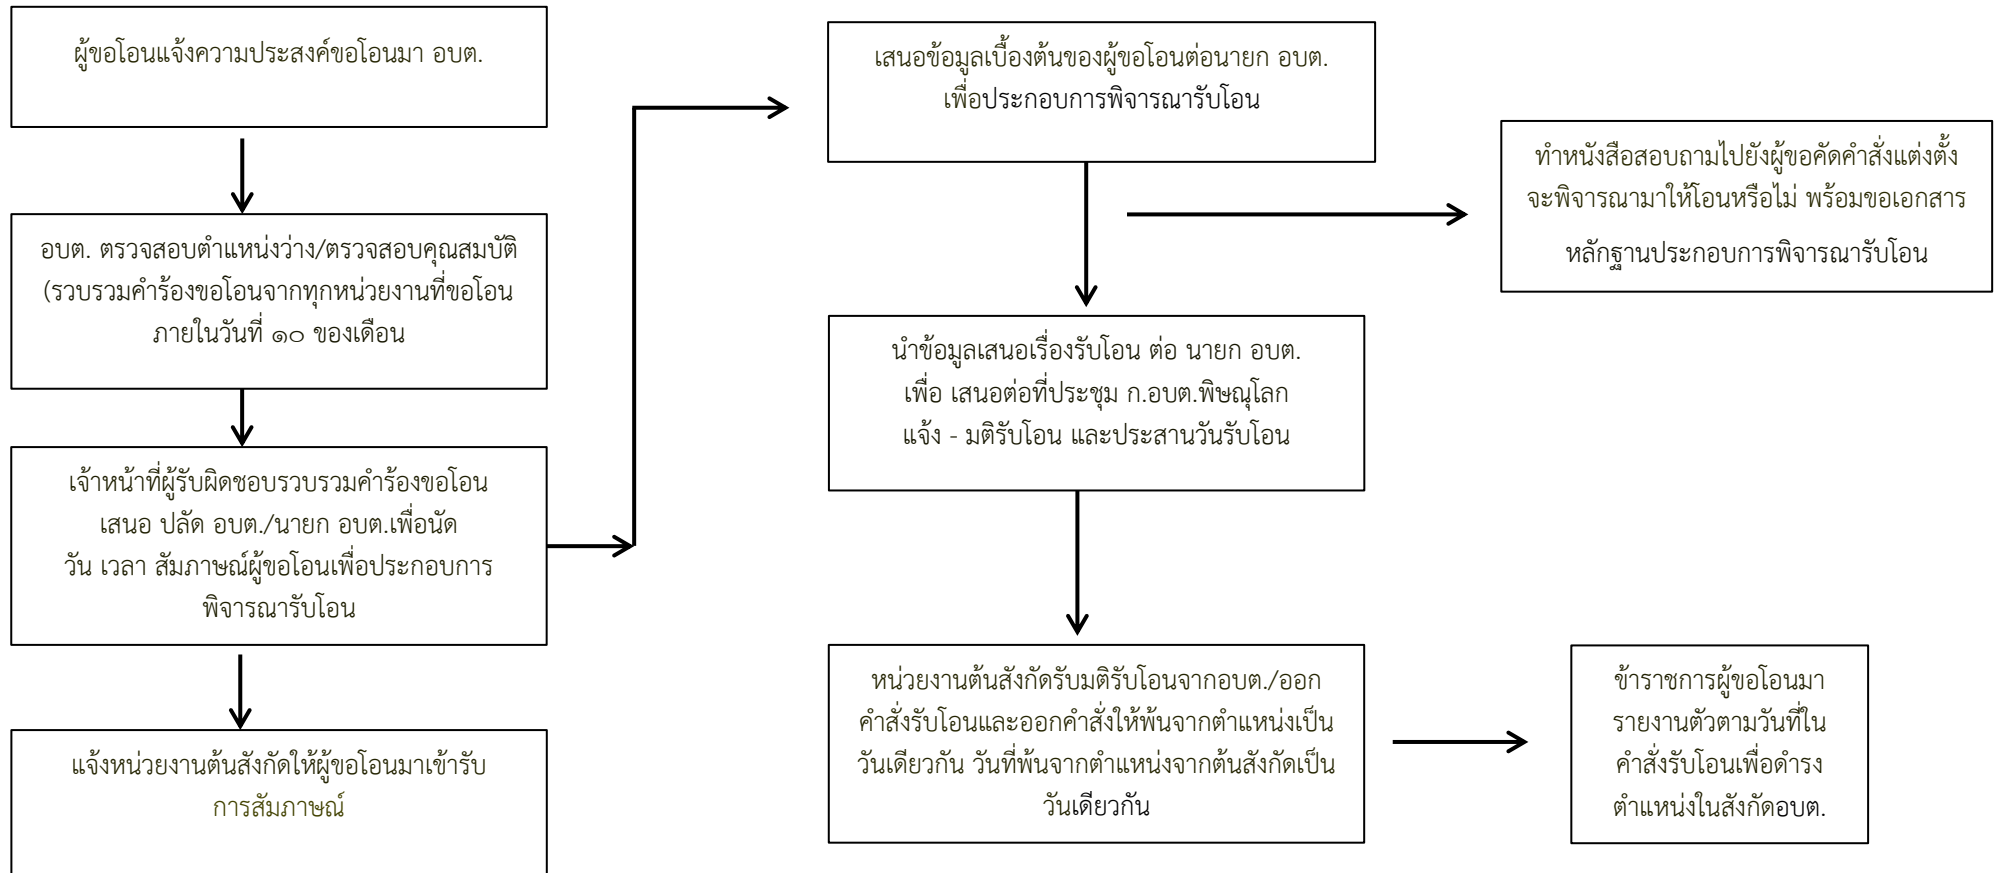 ผู้ขอโอนแจ้งความประสงค์ขอโอนมา อบต.
อบต. ตรวจสอบตำแหน่งว่าง/ตรวจสอบคุณสมบัติ
(รวบรวมคำร้องขอโอนจากทุกหน่วยงานที่ขอโอน
ภายในวันที่ ๑๐ ของเดือน
เจ้าหน้าที่ผู้รับผิดชอบรวบรวมคำร้องขอโอน
เสนอ ปลัด อบต./นายก อบต.เพื่อนัด
วัน เวลา สัมภาษณ์ผู้ขอโอนเพื่อประกอบการ
พิจารณารับโอน
แจ้งหน่วยงานต้นสังกัดให้ผู้ขอโอนมาเข้ารับ
การสัมภาษณ์
เสนอข้อมูลเบื้องต้นของผู้ขอโอนต่อนายก อบต.
เพื่อประกอบการพิจารณารับโอน
ทำหนังสือสอบถามไปยังผู้ขอคัดคำสั่งแต่งตั้ง
จะพิจารณามาให้โอนหรือไม่ พร้อมขอเอกสาร
หลักฐานประกอบการพิจารณารับโอน
นำข้อมูลเสนอเรื่องรับโอน ต่อ นายก อบต.
เพื่อ เสนอต่อที่ประชุม ก.อบต.พิษณุโลก
แจ้ง - มติรับโอน และประสานวันรับโอน
หน่วยงานต้นสังกัดรับมติรับโอนจากอบต./ออก
คำสั่งรับโอนและออกคำสั่งให้พ้นจากตำแหน่งเป็น
วันเดียวกัน วันที่พ้นจากตำแหน่งจากต้นสังกัดเป็น
วันเดียวกัน
ข้าราชการผู้ขอโอนมา
รายงานตัวตามวันที่ใน
คำสั่งรับโอนเพื่อดำรง
ตำแหน่งในสังกัดอบต.